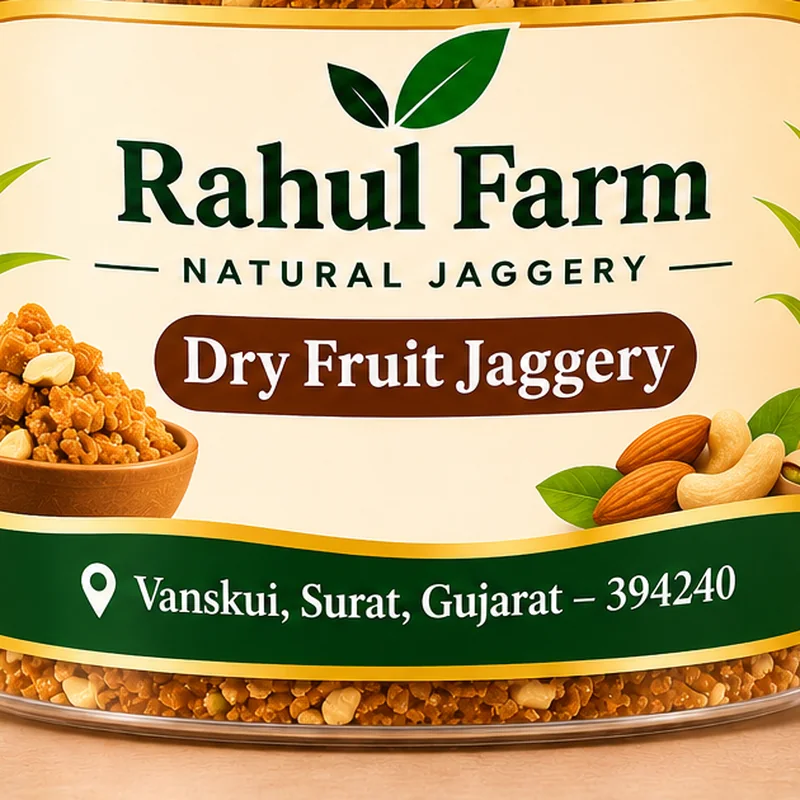 Rahul Farm
NATURAL JAGGERY
Dry Fruit Jaggery
Vanskui, Surat, Gujarat – 394240